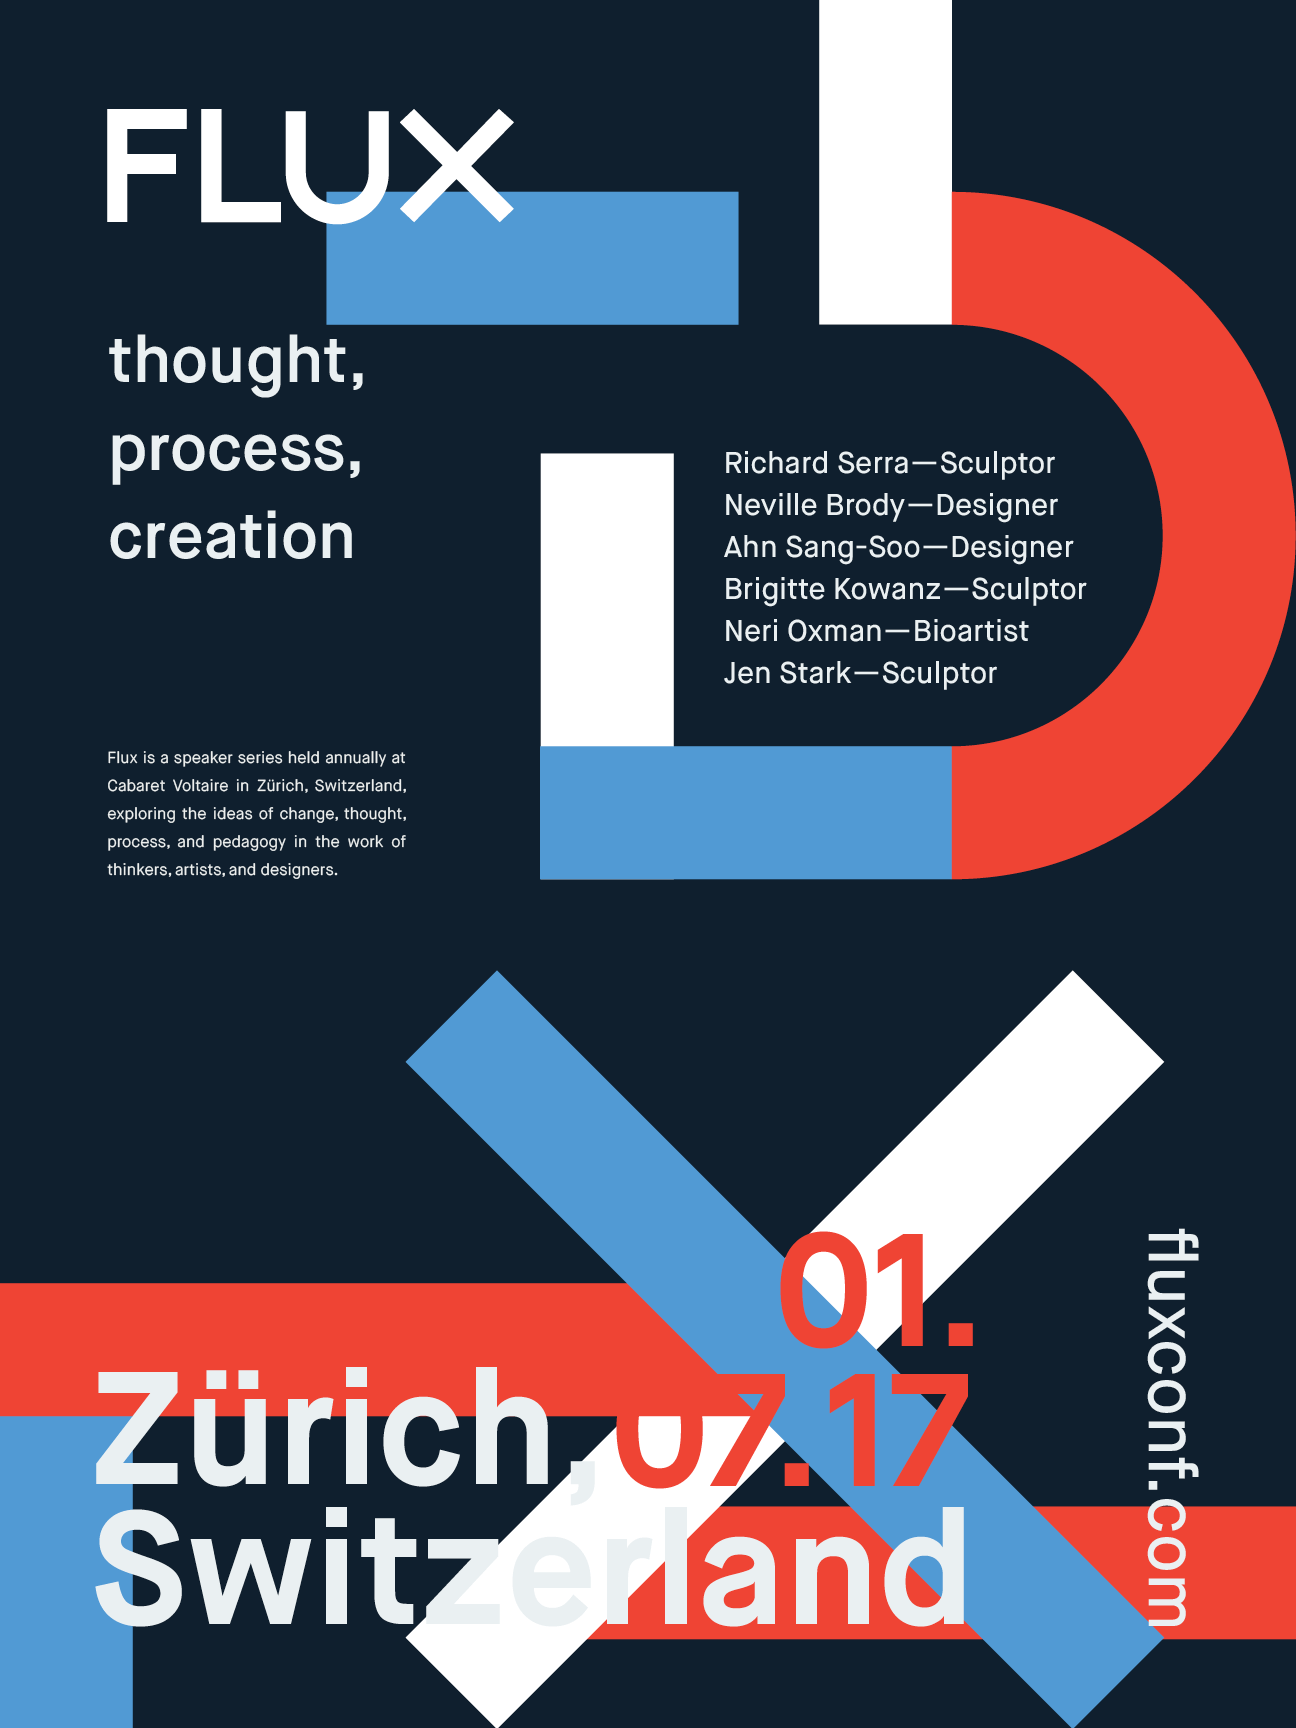 FLUX
thought,
process,
creation
Richard Serra—Sculptor
Neville Brody—Designer
Ahn Sang-Soo—Designer
Brigitte Kowanz—Sculptor
Neri Oxman—Bioartist
Jen Stark—Sculptor
Flux is a speaker series held annually at
Cabaret Voltaire in Zürich, Switzerland,
exploring the ideas of change, thought,
process, and pedagogy in the work of
thinkers, artists, and designers.
01.
Zürich, 07.17
Switzerland
fluxconf.com